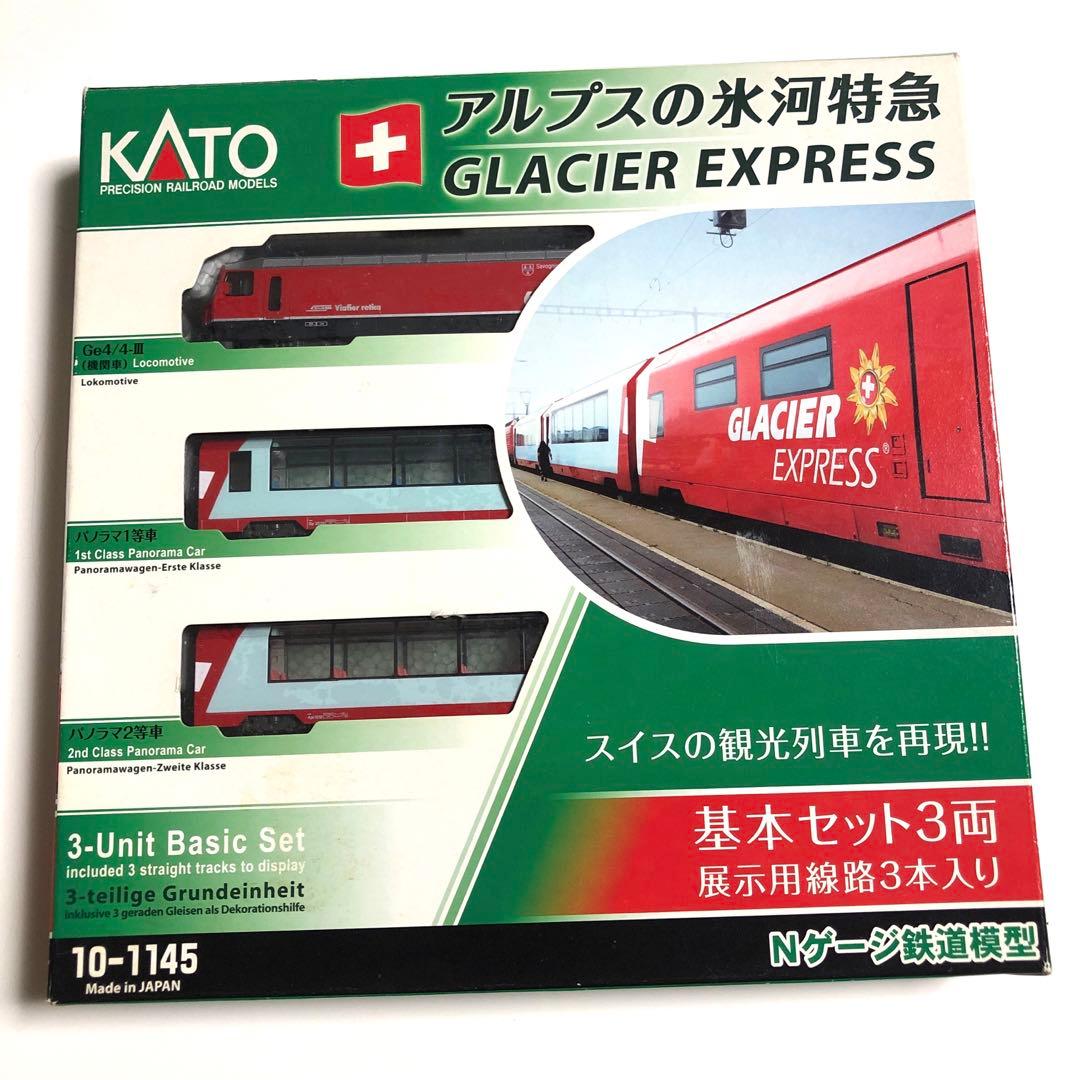 KATO
PRECISION RAILROAD MODELS
アルプスの氷河特急
GLACIER EXPRESS
Viafier retica
Ge4/4-III
(機関車) Locomotive
Lokomotive
GLACIER
EXPRESS®
パノラマ1等車
1st Class Panorama Car
Panoramawagen-Erste Klasse
パノラマ2等車
2nd Class Panorama Car
Panoramawagen-Zweite Klasse
スイスの観光列車を再現!!
3-Unit Basic Set
included 3 straight tracks to display
3-teilige Grundeinheit
inklusive 3 geraden Gleisen als Dekorationshilfe
基本セット3両
展示用線路3本入り
10-1145
Made in JAPAN
Nゲージ鉄道模型